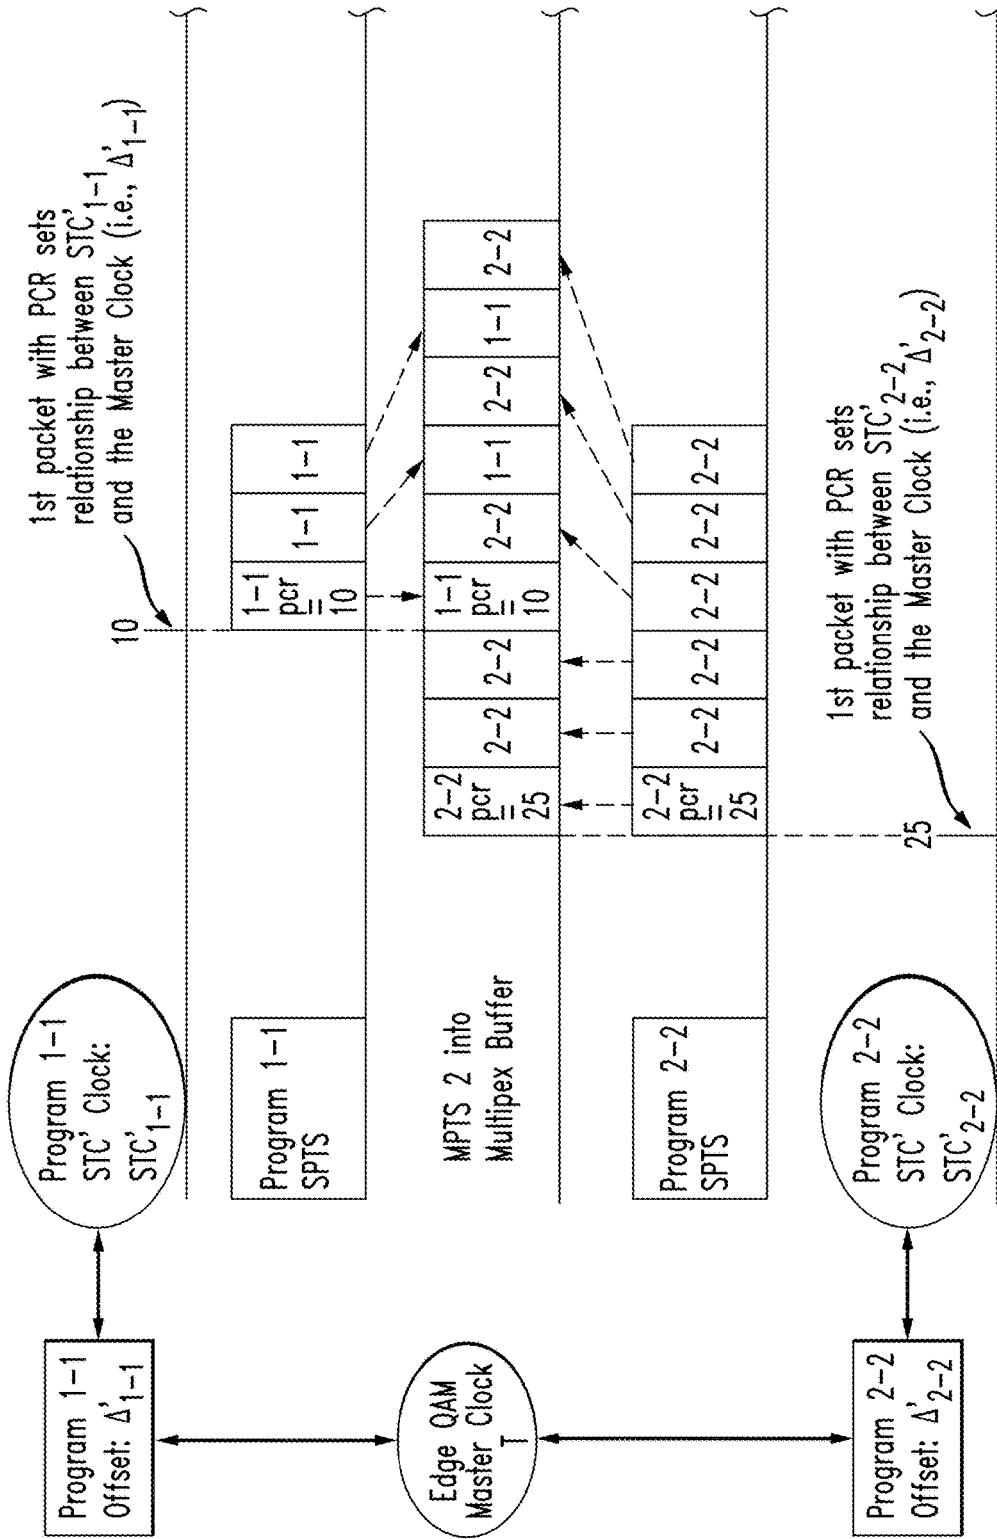 Program 1–1
Offset: Δ'1–1
Program 1–1
STC' Clock:
STC'1–1
1st packet with PCR sets
relationship between STC'1–1
and the Master Clock (i.e., Δ'1–1)
10
Program 1–1
SPTS
1–1
pcr
=
10
1–1
1–1
Edge QAM
Master Clock
T
MPTS 2 into
Multipex Buffer
2–2
pcr
=
25
2–2
2–2
1–1
pcr
=
10
2–2
1–1
2–2
1–1
2–2
Program 2–2
SPTS
2–2
pcr
=
25
2–2
2–2
2–2
2–2
2–2
Program 2–2
Offset: Δ'2–2
Program 2–2
STC' Clock:
STC'2–2
25
1st packet with PCR sets
relationship between STC'2–2
and the Master Clock (i.e., Δ'2–2)